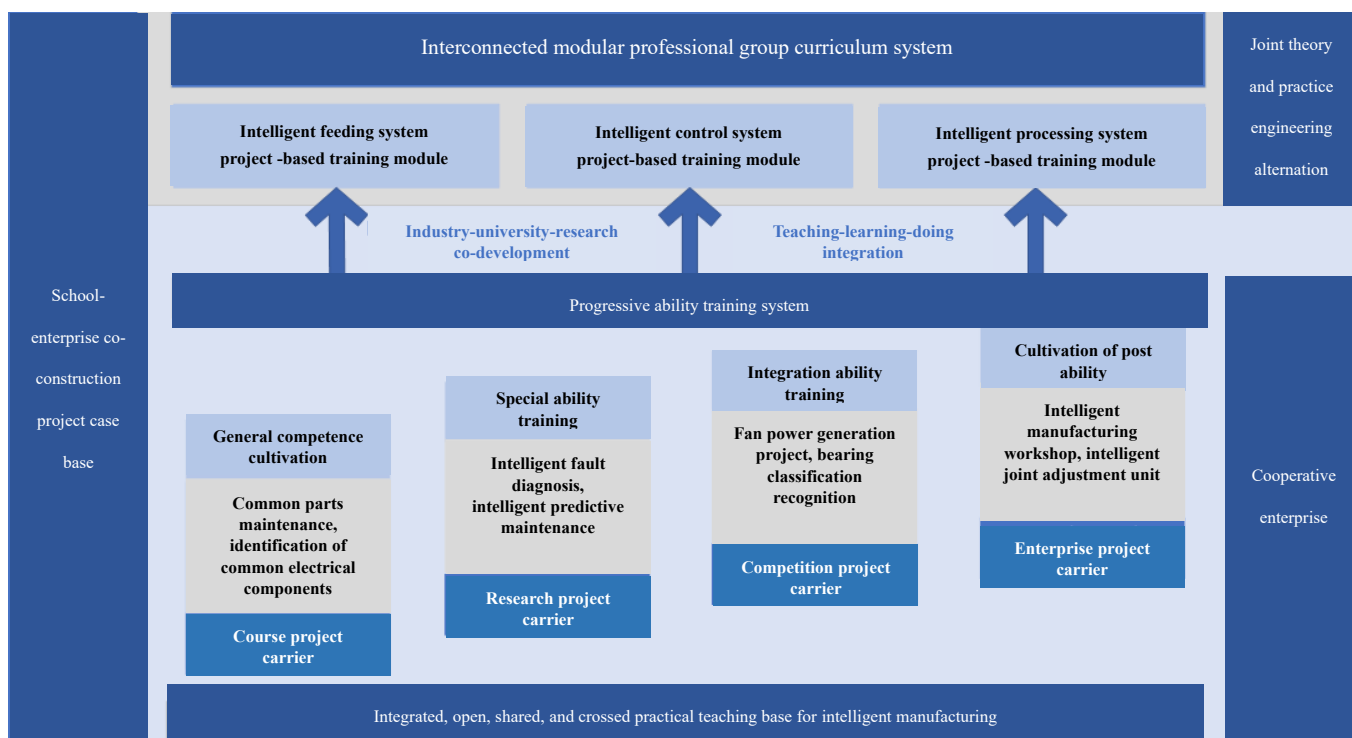 Interconnected modular professional group curriculum system
Intelligent feeding system
project -based training module
Intelligent control system
project-based training module
Intelligent processing system
project -based training module
Joint theory
and practice
engineering
alternation
Industry-university-research
co-development
Teaching-learning-doing
integration
School-
enterprise co-
construction
project case
base
Progressive ability training system
General competence
cultivation
Common parts
maintenance,
identification of
common electrical
components
Course project
carrier
Special ability
training
Intelligent fault
diagnosis,
intelligent predictive
maintenance
Research project
carrier
Integration ability
training
Fan power generation
project, bearing
classification
recognition
Competition project
carrier
Cultivation of post
ability
Intelligent
manufacturing
workshop, intelligent
joint adjustment unit
Enterprise project
carrier
Cooperative
enterprise
Integrated, open, shared, and crossed practical teaching base for intelligent manufacturing